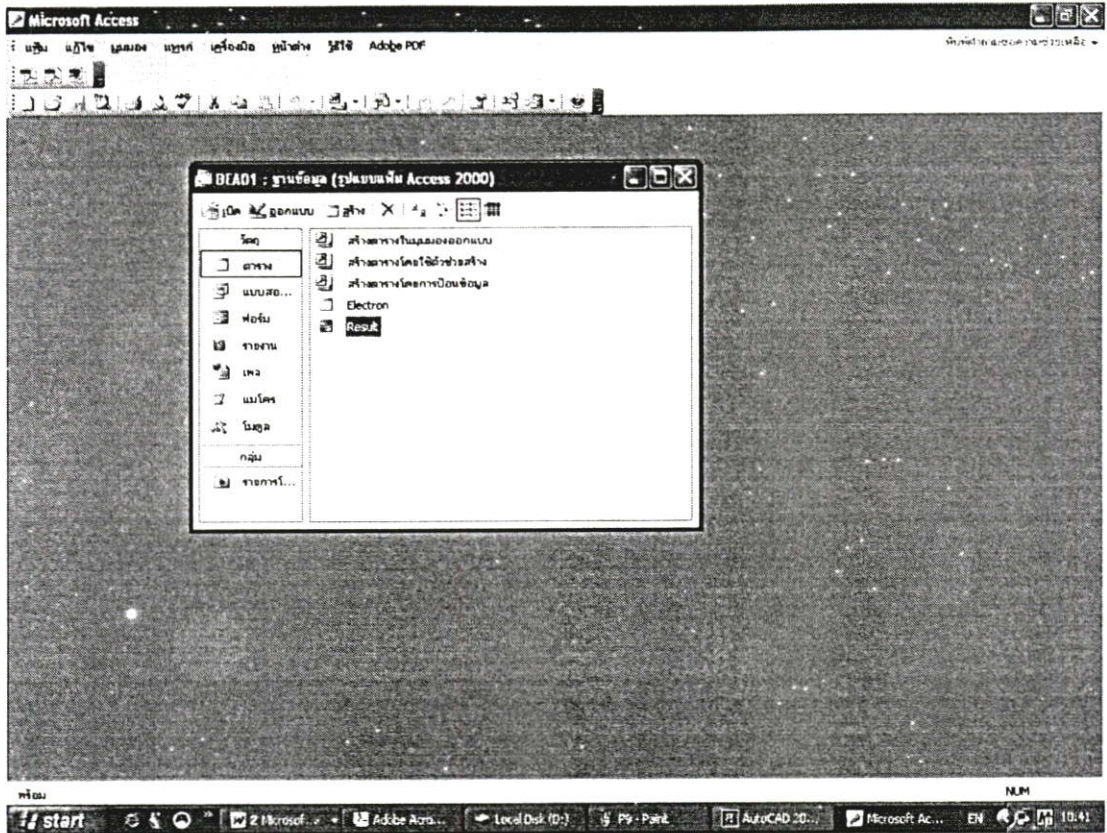 Microsoft Access
แฟ้ม แก้ไข มุมมอง แทรก เครื่องมือ หน้าต่าง วิธีใช้ Adobe PDF
BEA01 : ฐานข้อมูล (รูปแบบแฟ้ม Access 2000)
เปิด ออกแบบ สร้าง
วัตถุ
ตาราง
แบบสอ...
ฟอร์ม
รายงาน
เพจ
แมโคร
โมดูล
กลุ่ม
รายการโ...
สร้างตารางในมุมมองออกแบบ
สร้างตารางโดยใช้ตัวช่วยสร้าง
สร้างตารางโดยการป้อนข้อมูล
Electron
Result
พร้อม
NUM
start
2 Microsof...
Adobe Acro...
Local Disk (D:)
P9 - Paint
AutoCAD 20...
Microsoft Ac...
EN
10:41